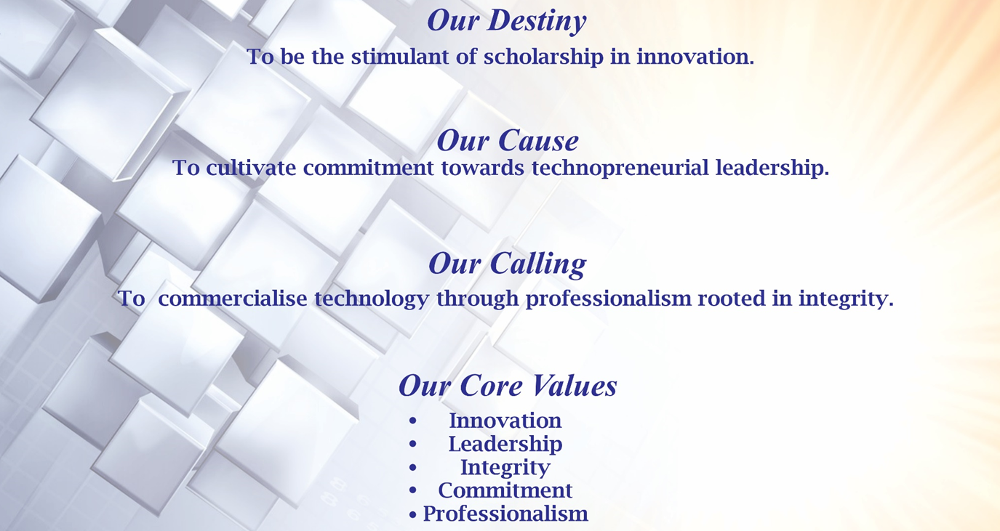 Our Destiny
To be the stimulant of scholarship in innovation.
Our Cause
To cultivate commitment towards technopreneurial leadership.
Our Calling
To  commercialise technology through professionalism rooted in integrity.
Our Core Values
• Innovation
• Leadership
• Integrity
• Commitment
• Professionalism